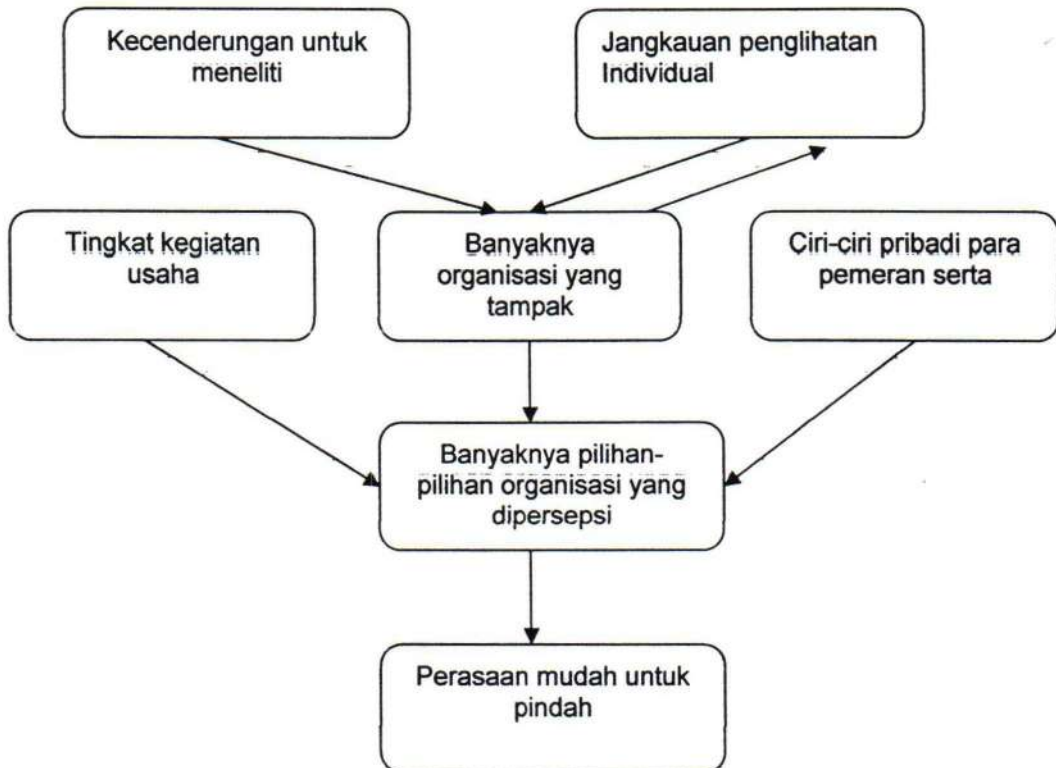 Kecenderungan untuk
meneliti
Jangkauan penglihatan
Individual
Tingkat kegiatan
usaha
Banyaknya
organisasi yang
tampak
Ciri-ciri pribadi para
pemeran serta
Banyaknya pilihan-
pilihan organisasi yang
dipersepsi
Perasaan mudah untuk
pindah